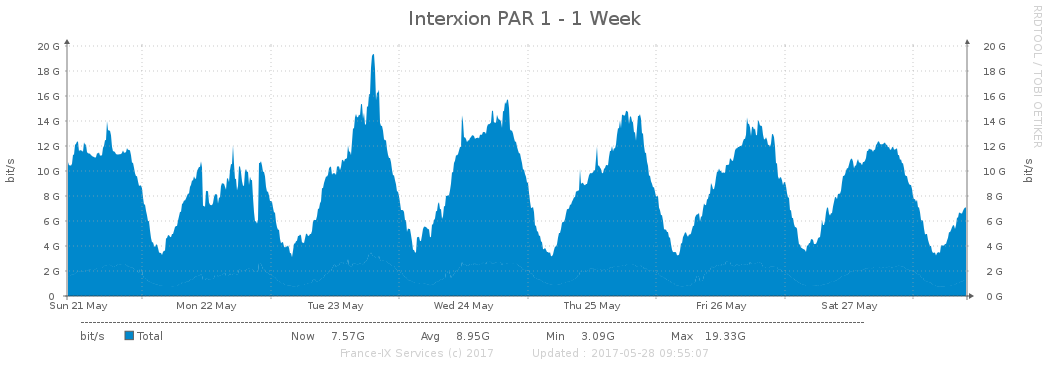 Interxion PAR 1 - 1 Week
RRDTOOL / TOBI OETIKER
20 G 20 G
18 G 18 G
16 G 16 G
14 G 14 G
12 G 12 G
10 G 10 G
8 G 8 G
6 G 6 G
4 G 4 G
2 G 2 G
0 0 G
bit/s
bit/s
Sun 21 May Mon 22 May Tue 23 May Wed 24 May Thu 25 May Fri 26 May Sat 27 May
bit/s Total Now 7.57G Avg 8.95G Min 3.09G Max 19.33G
France-IX Services (c) 2017 Updated : 2017-05-28 09:55:07